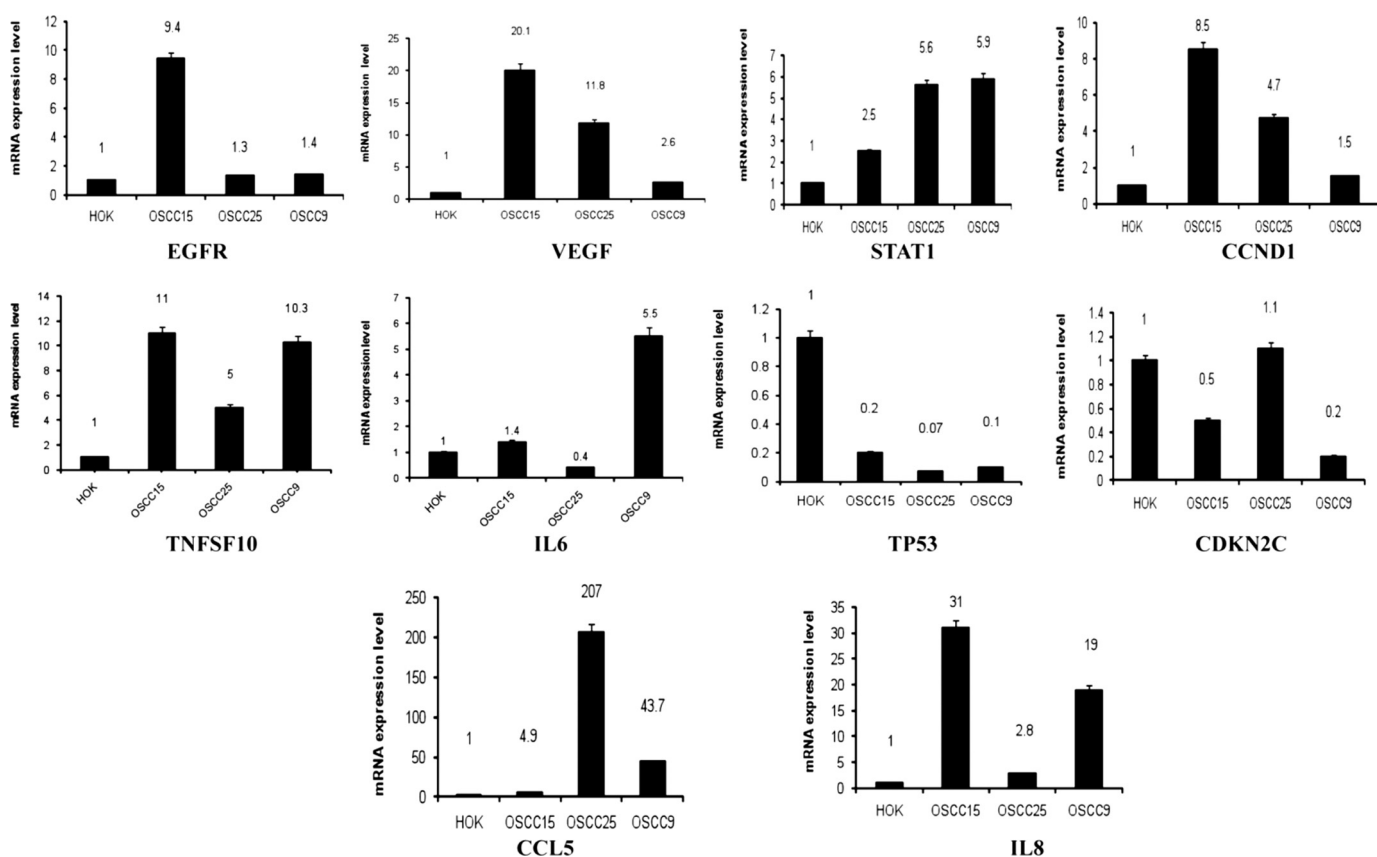 mRNA expression level
12
10
8
6
4
2
0
1
9.4
1.3
1.4
HOK
OSCC15
OSCC25
OSCC9
EGFR
mRNA expression level
25
20
15
10
5
0
1
20.1
11.8
2.6
HOK
OSCC15
OSCC25
OSCC9
VEGF
mRNA expression level
7
6
5
4
3
2
1
0
1
2.5
5.6
5.9
HOK
OSCC15
OSCC25
OSCC9
STAT1
mRNA expression level
10
8
6
4
2
0
1
8.5
4.7
1.5
HOK
OSCC15
OSCC25
OSCC9
CCND1
mRNA expression level
14
12
10
8
6
4
2
0
1
11
5
10.3
HOK
OSCC15
OSCC25
OSCC9
TNFSF10
mRNA expression level
7
6
5
4
3
2
1
0
1
1.4
0.4
5.5
HOK
OSCC15
OSCC25
OSCC9
IL6
mRNA expression level
1.2
1
0.8
0.6
0.4
0.2
0
1
0.2
0.07
0.1
HOK
OSCC15
OSCC25
OSCC9
TP53
mRNA expression level
1.4
1.2
1
0.8
0.6
0.4
0.2
0
1
0.5
1.1
0.2
HOK
OSCC15
OSCC25
OSCC9
CDKN2C
mRNA expression level
250
200
150
100
50
0
1
4.9
207
43.7
HOK
OSCC15
OSCC25
OSCC9
CCL5
mRNA expression level
35
30
25
20
15
10
5
0
1
31
2.8
19
HOK
OSCC15
OSCC25
OSCC9
IL8